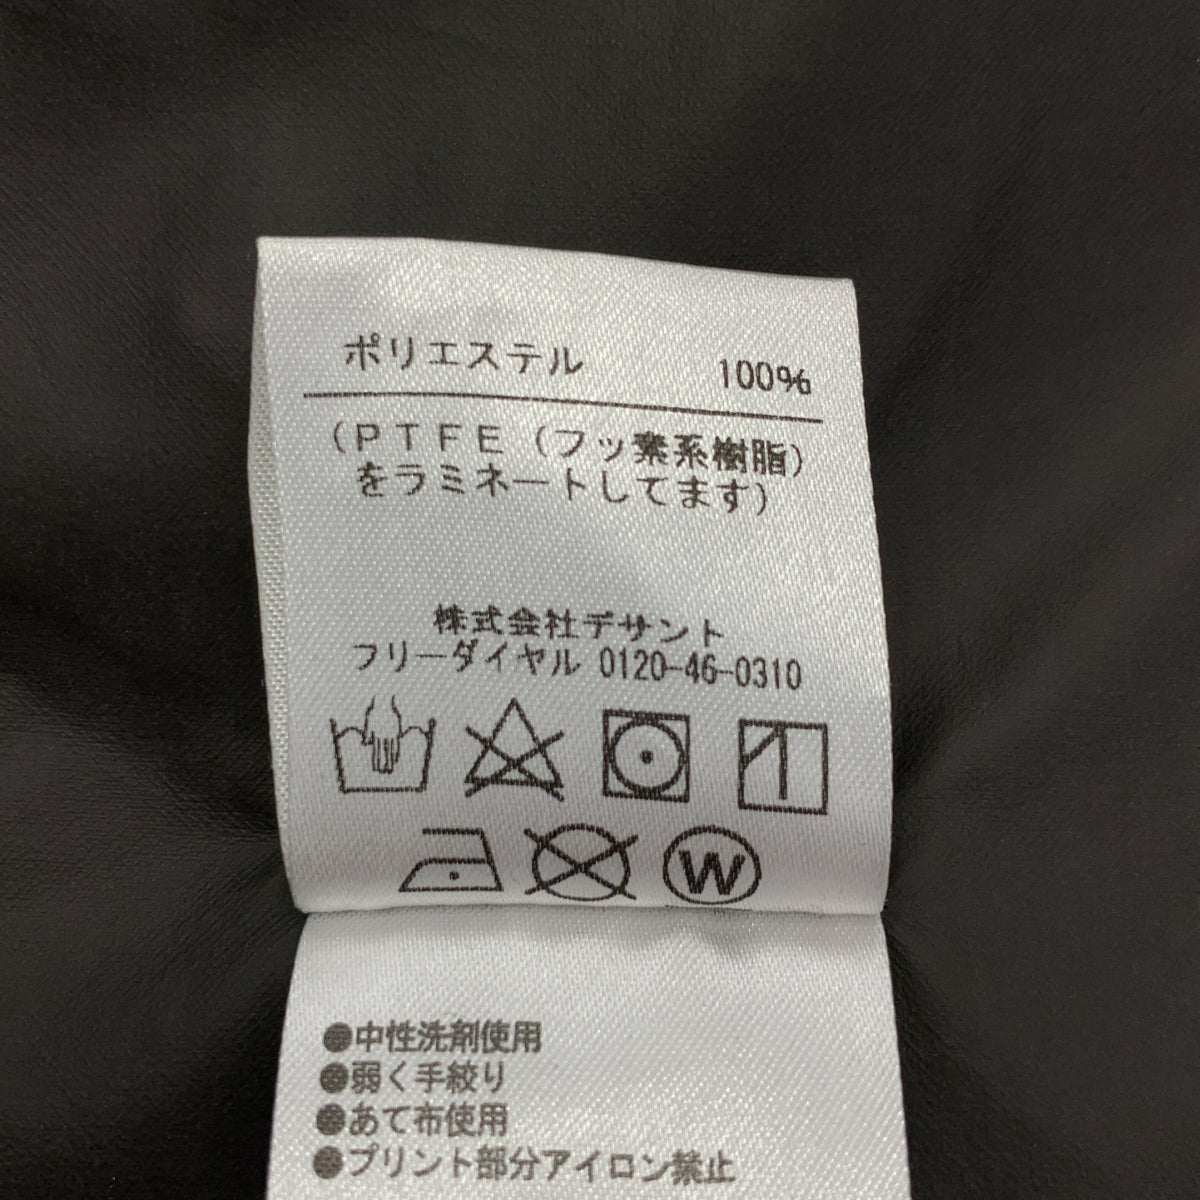 ポリエステル 100%
(PTFE(フッ素系樹脂)
をラミネートしてます)
株式会社デサント
フリーダイヤル 0120-46-0310
W
●中性洗剤使用
●弱く手絞り
●あて布使用
●プリント部分アイロン禁止